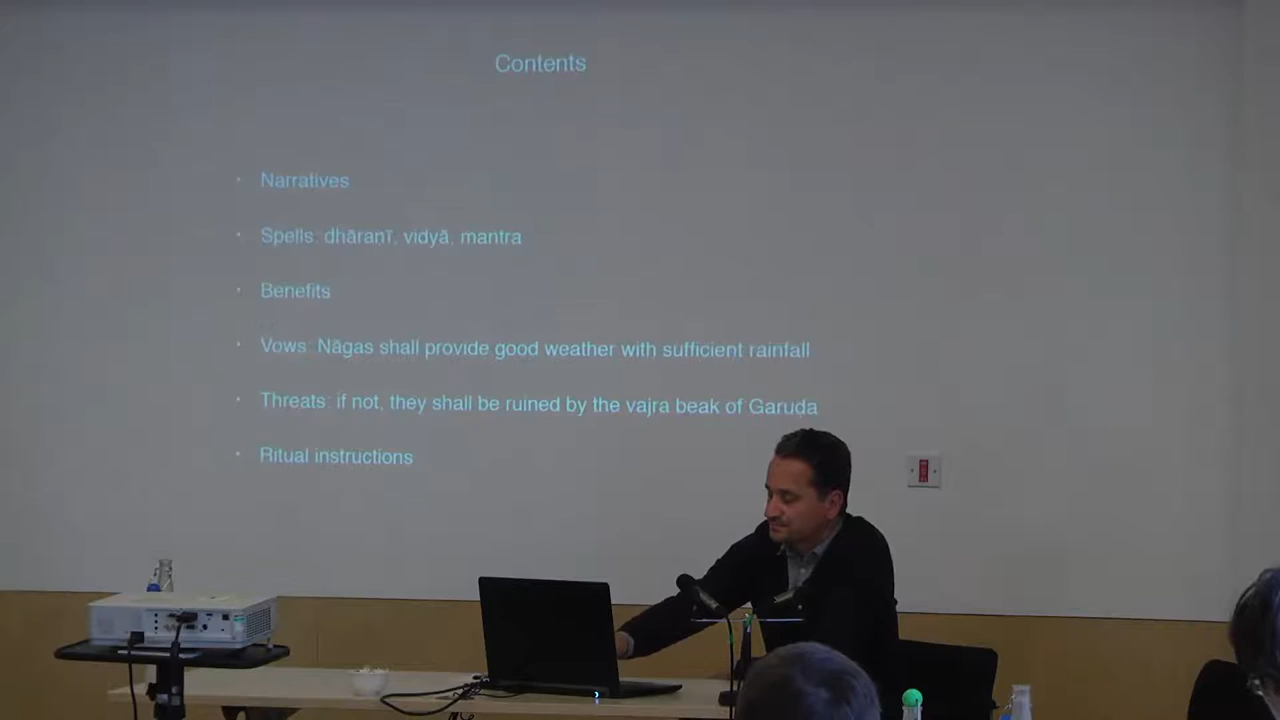 Contents
· Narratives
· Spells: dhāraṇī, vidyā, mantra
· Benefits
· Vows: Nāgas shall provide good weather with sufficient rainfall
· Threats: if not, they shall be ruined by the vajra beak of Garuḍa
· Ritual instructions